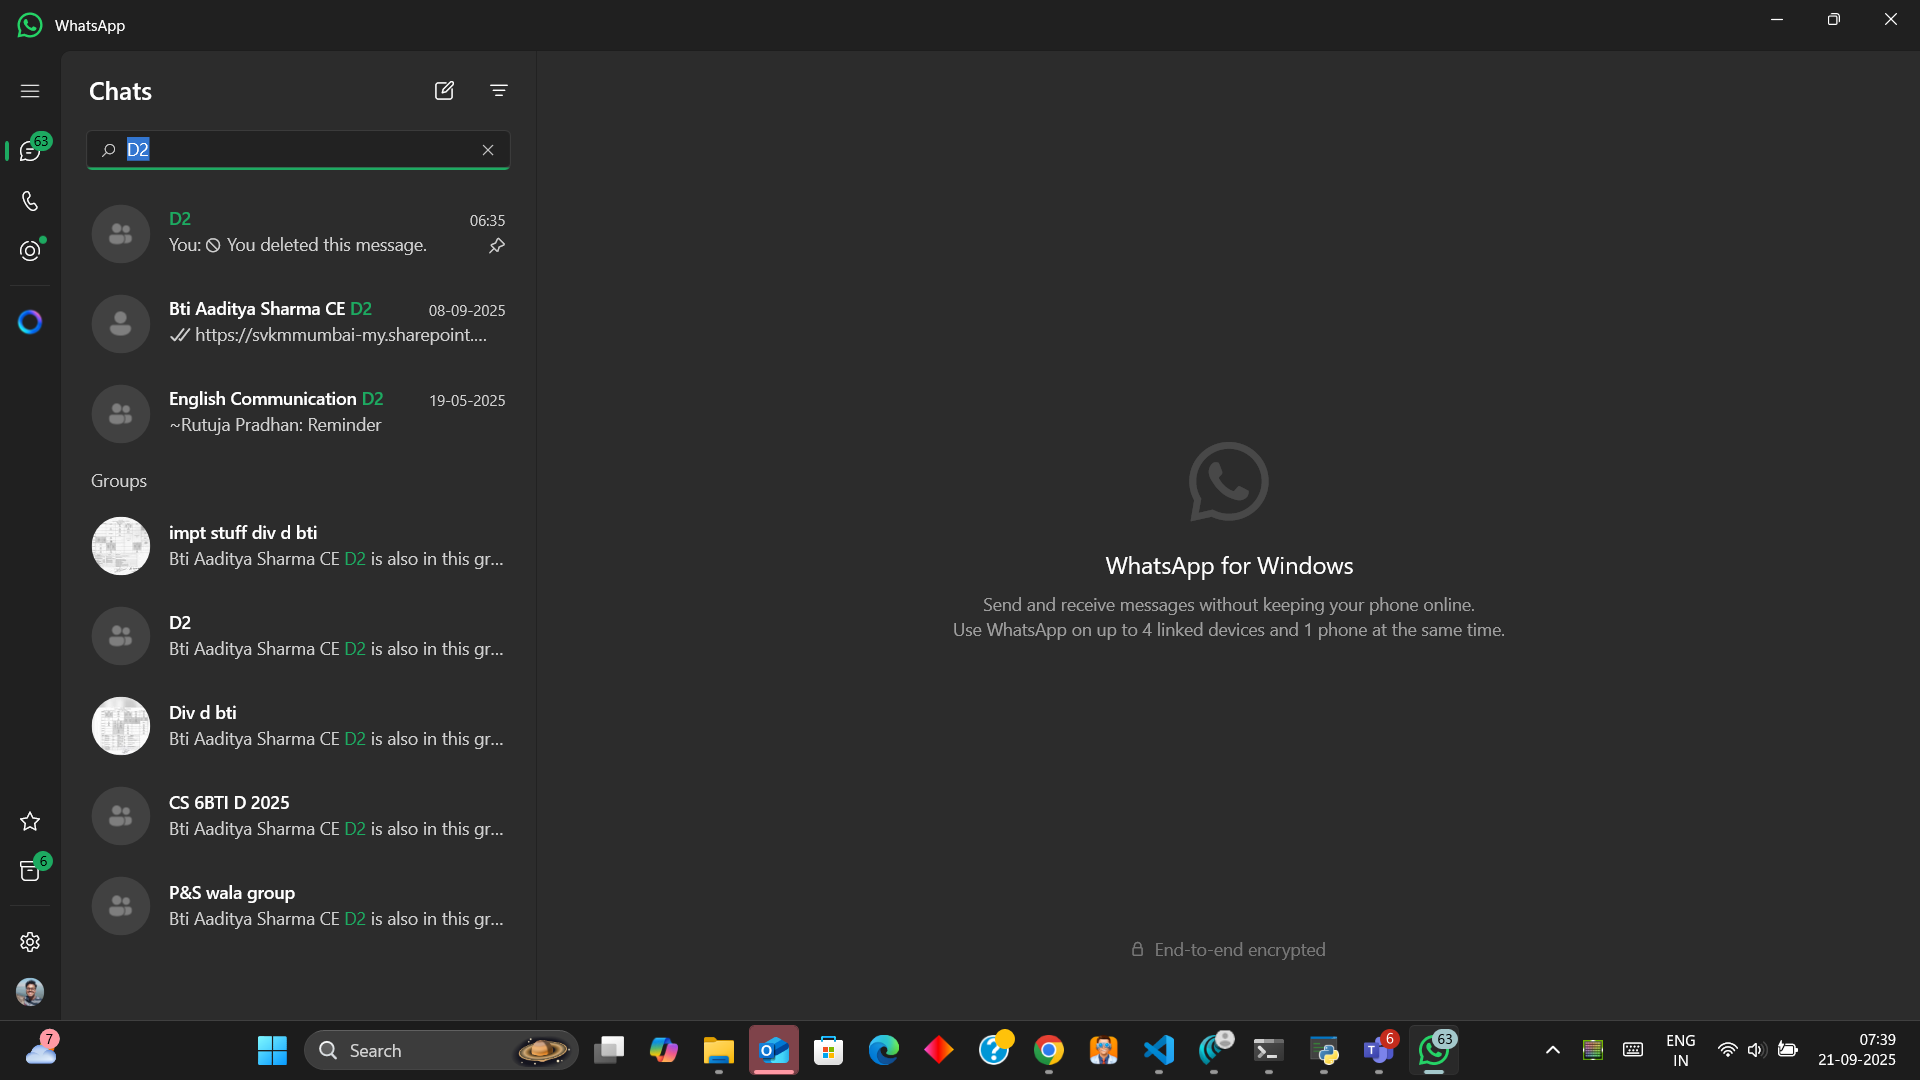 WhatsApp
Chats
63
D2
D2
06:35
You: You deleted this message.
Bti Aaditya Sharma CE D2
08-09-2025
https://svkmmumbai-my.sharepoint....
English Communication D2
19-05-2025
~Rutuja Pradhan: Reminder
Groups
impt stuff div d bti
Bti Aaditya Sharma CE D2 is also in this gr...
D2
Bti Aaditya Sharma CE D2 is also in this gr...
Div d bti
Bti Aaditya Sharma CE D2 is also in this gr...
CS 6BTI D 2025
Bti Aaditya Sharma CE D2 is also in this gr...
6
P&S wala group
Bti Aaditya Sharma CE D2 is also in this gr...
WhatsApp for Windows
Send and receive messages without keeping your phone online.
Use WhatsApp on up to 4 linked devices and 1 phone at the same time.
End-to-end encrypted
7
Search
6
63
ENG
IN
07:39
21-09-2025